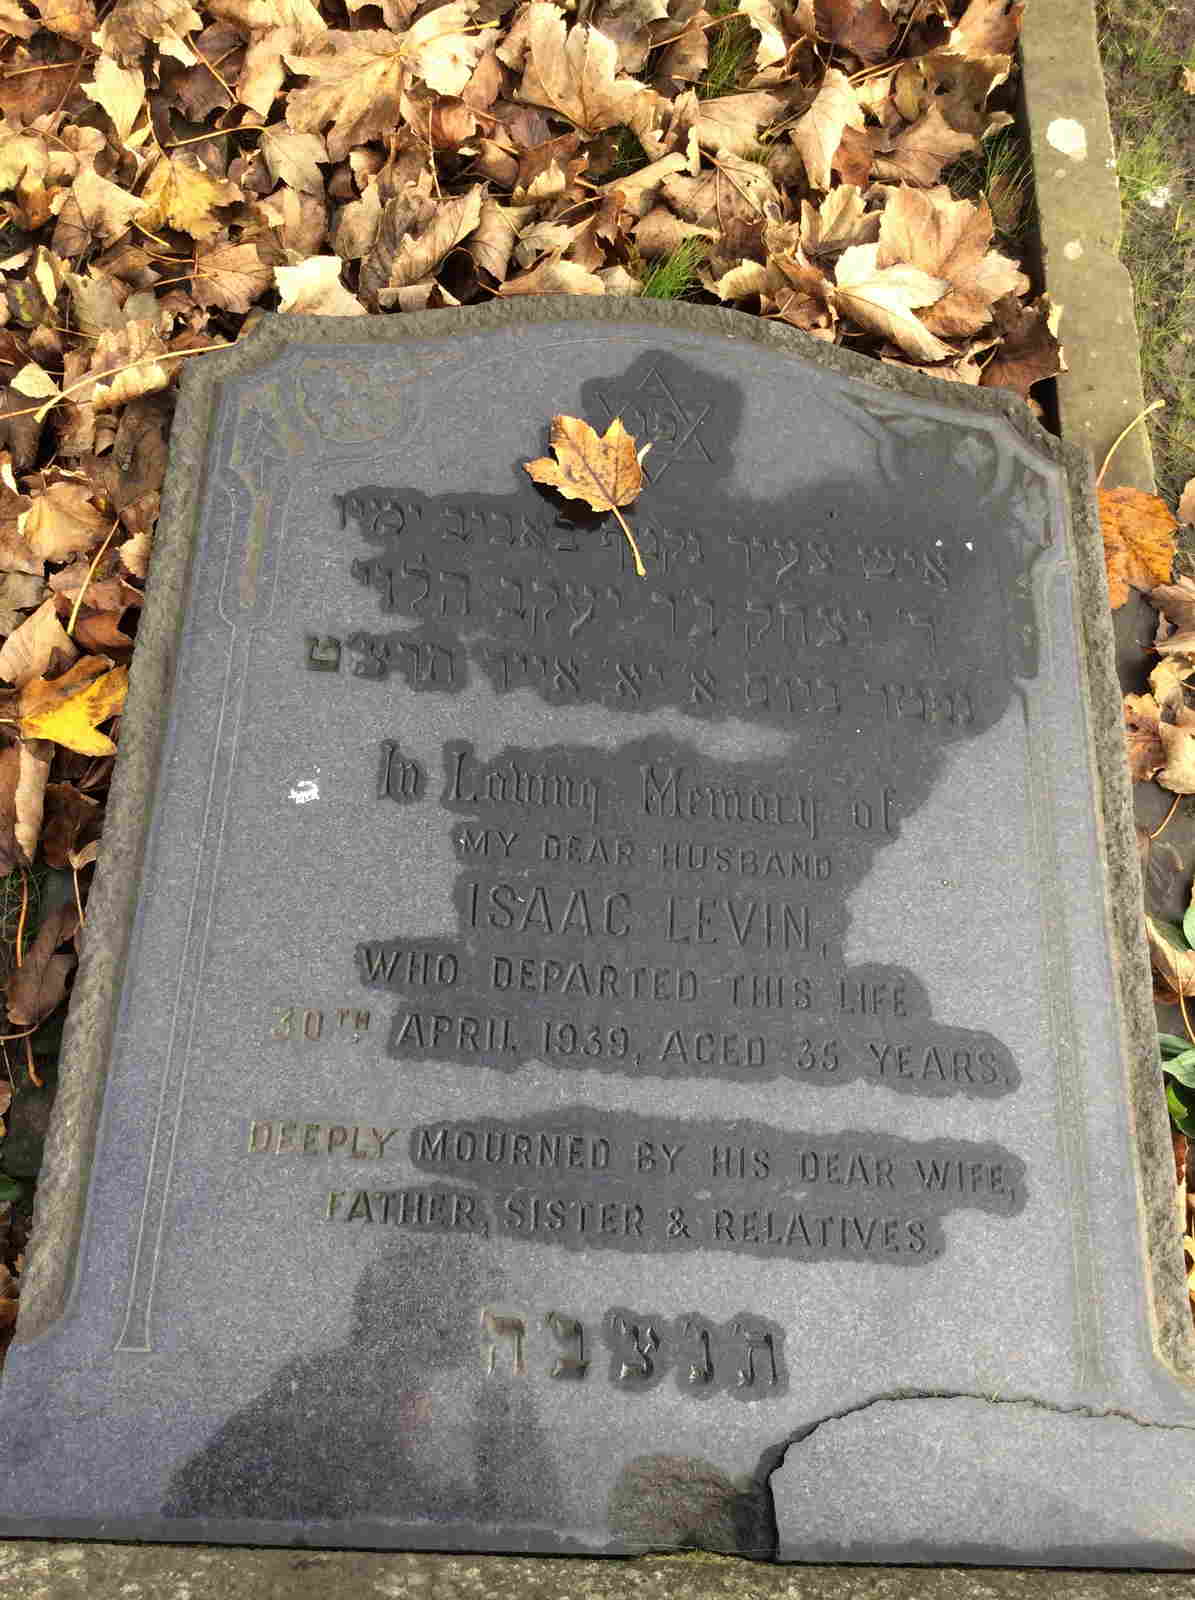 פ״נ
איש צעיר נקטף באביב ימיו
ר׳ יצחק ב״ר יעקב הלוי
נפטר ביום א׳ י״א אייר תרצ״ט
In Loving Memory of
MY DEAR HUSBAND
ISAAC LEVIN,
WHO DEPARTED THIS LIFE
30TH APRIL 1939, AGED 35 YEARS.
DEEPLY MOURNED BY HIS DEAR WIFE,
FATHER, SISTER & RELATIVES.
ת׳נ׳צ׳ב׳ה׳